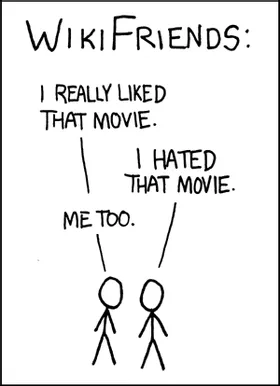 WIKIFRIENDS:
I REALLY LIKED
THAT MOVIE.
I HATED
THAT MOVIE.
ME TOO.